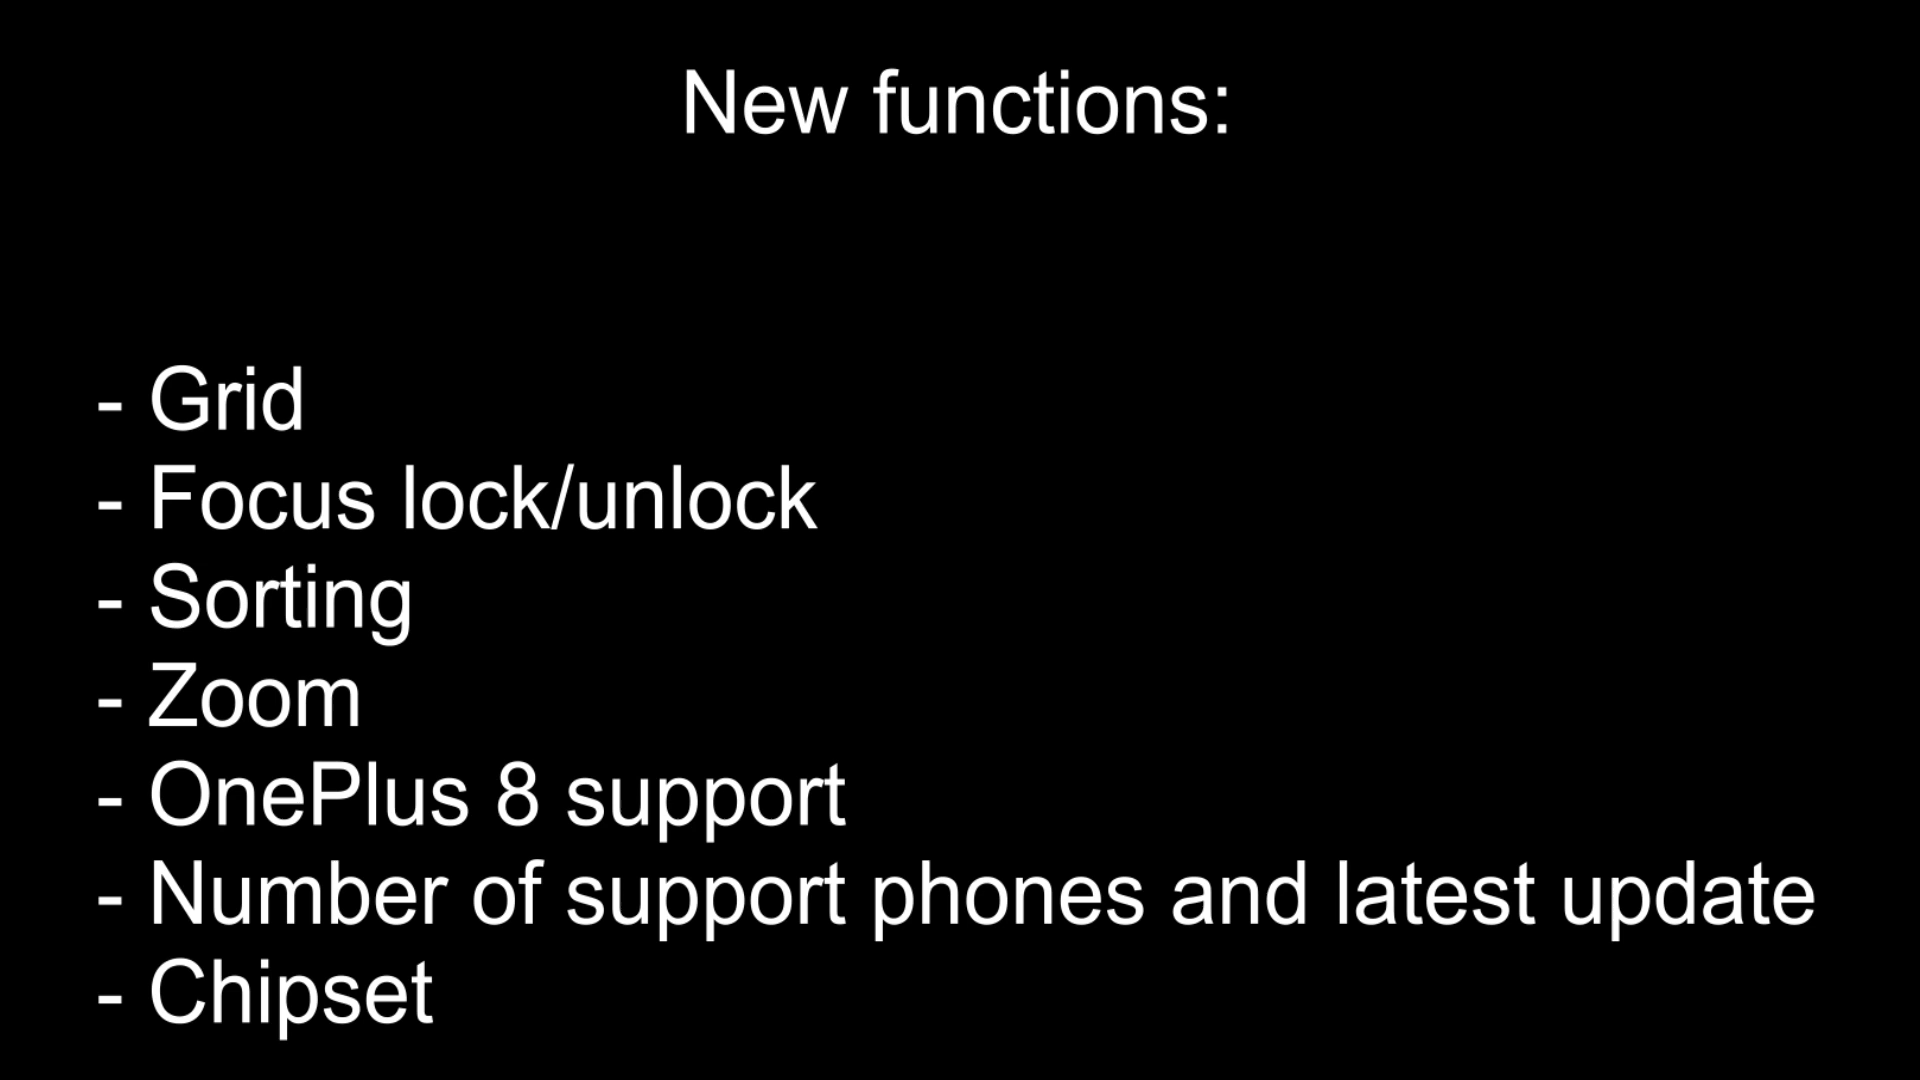 New functions:
- Grid
- Focus lock/unlock
- Sorting
- Zoom
- OnePlus 8 support
- Number of support phones and latest update
- Chipset